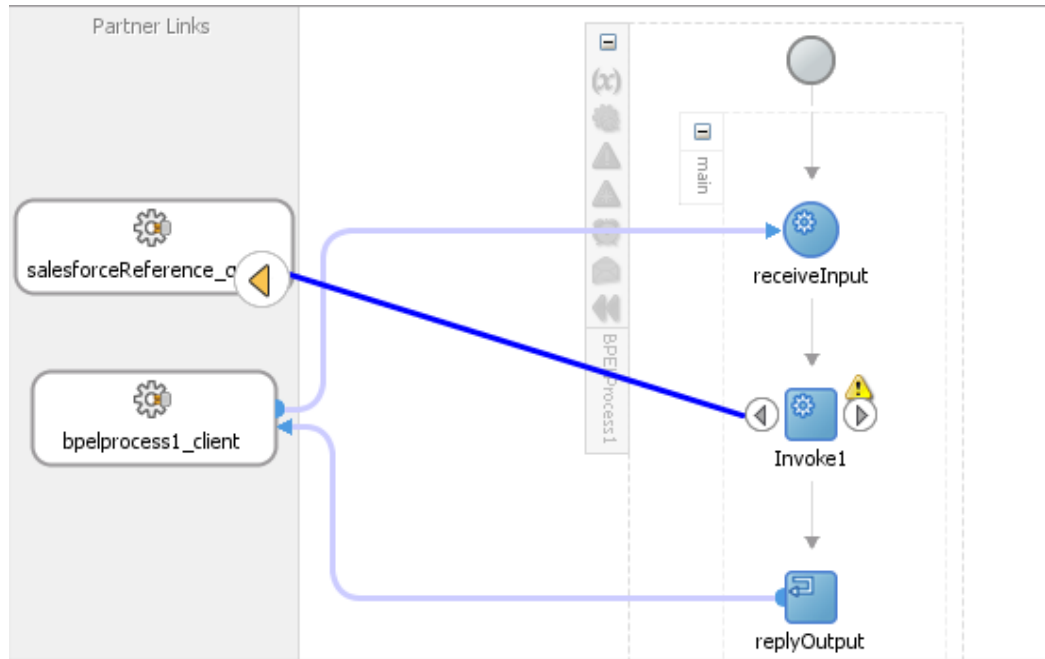 Partner Links
(x)
main
salesforceReference_
receiveInput
BPELProcess1
bpelprocess1_client
Invoke1
replyOutput